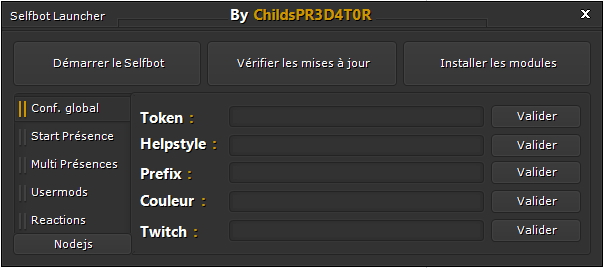 Selfbot Launcher By ChildsPR3D4T0R x
Démarrer le Selfbot Vérifier les mises à jour Installer les modules
Conf. global
Start Présence
Multi Présences
Usermods
Reactions
Nodejs
Token : Valider
Helpstyle : Valider
Prefix : Valider
Couleur : Valider
Twitch : Valider